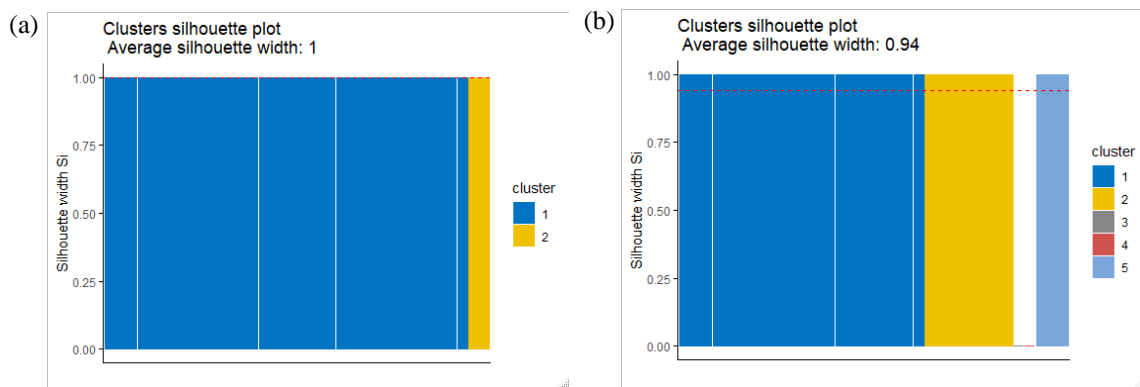 (a)
Clusters silhouette plot
Average silhouette width: 1
Silhouette width Si
1.00
0.75
0.50
0.25
0.00
cluster
1
2
(b)
Clusters silhouette plot
Average silhouette width: 0.94
Silhouette width Si
1.00
0.75
0.50
0.25
0.00
cluster
1
2
3
4
5